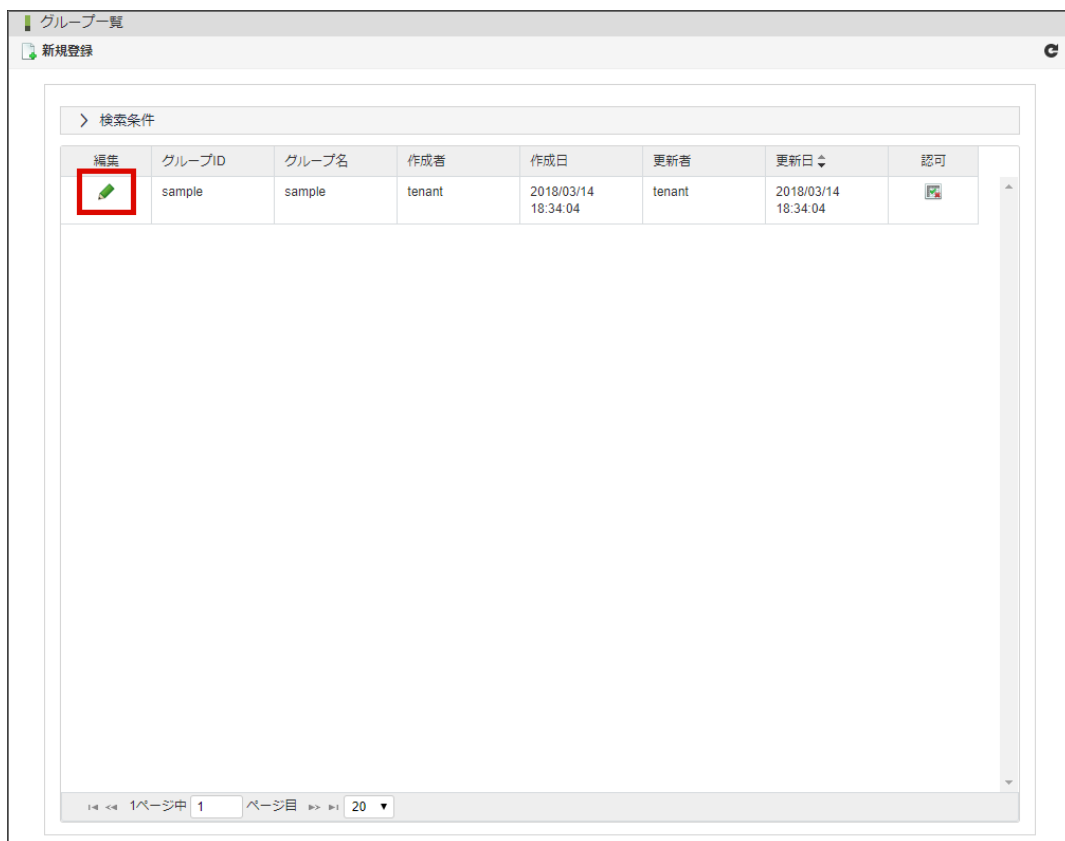 グループ一覧
新規登録
検索条件
編集 グループID グループ名 作成者 作成日 更新者 更新日 認可
sample sample tenant 2018/03/14 tenant 2018/03/14
18:34:04 18:34:04
1ページ中 1 ページ目 20